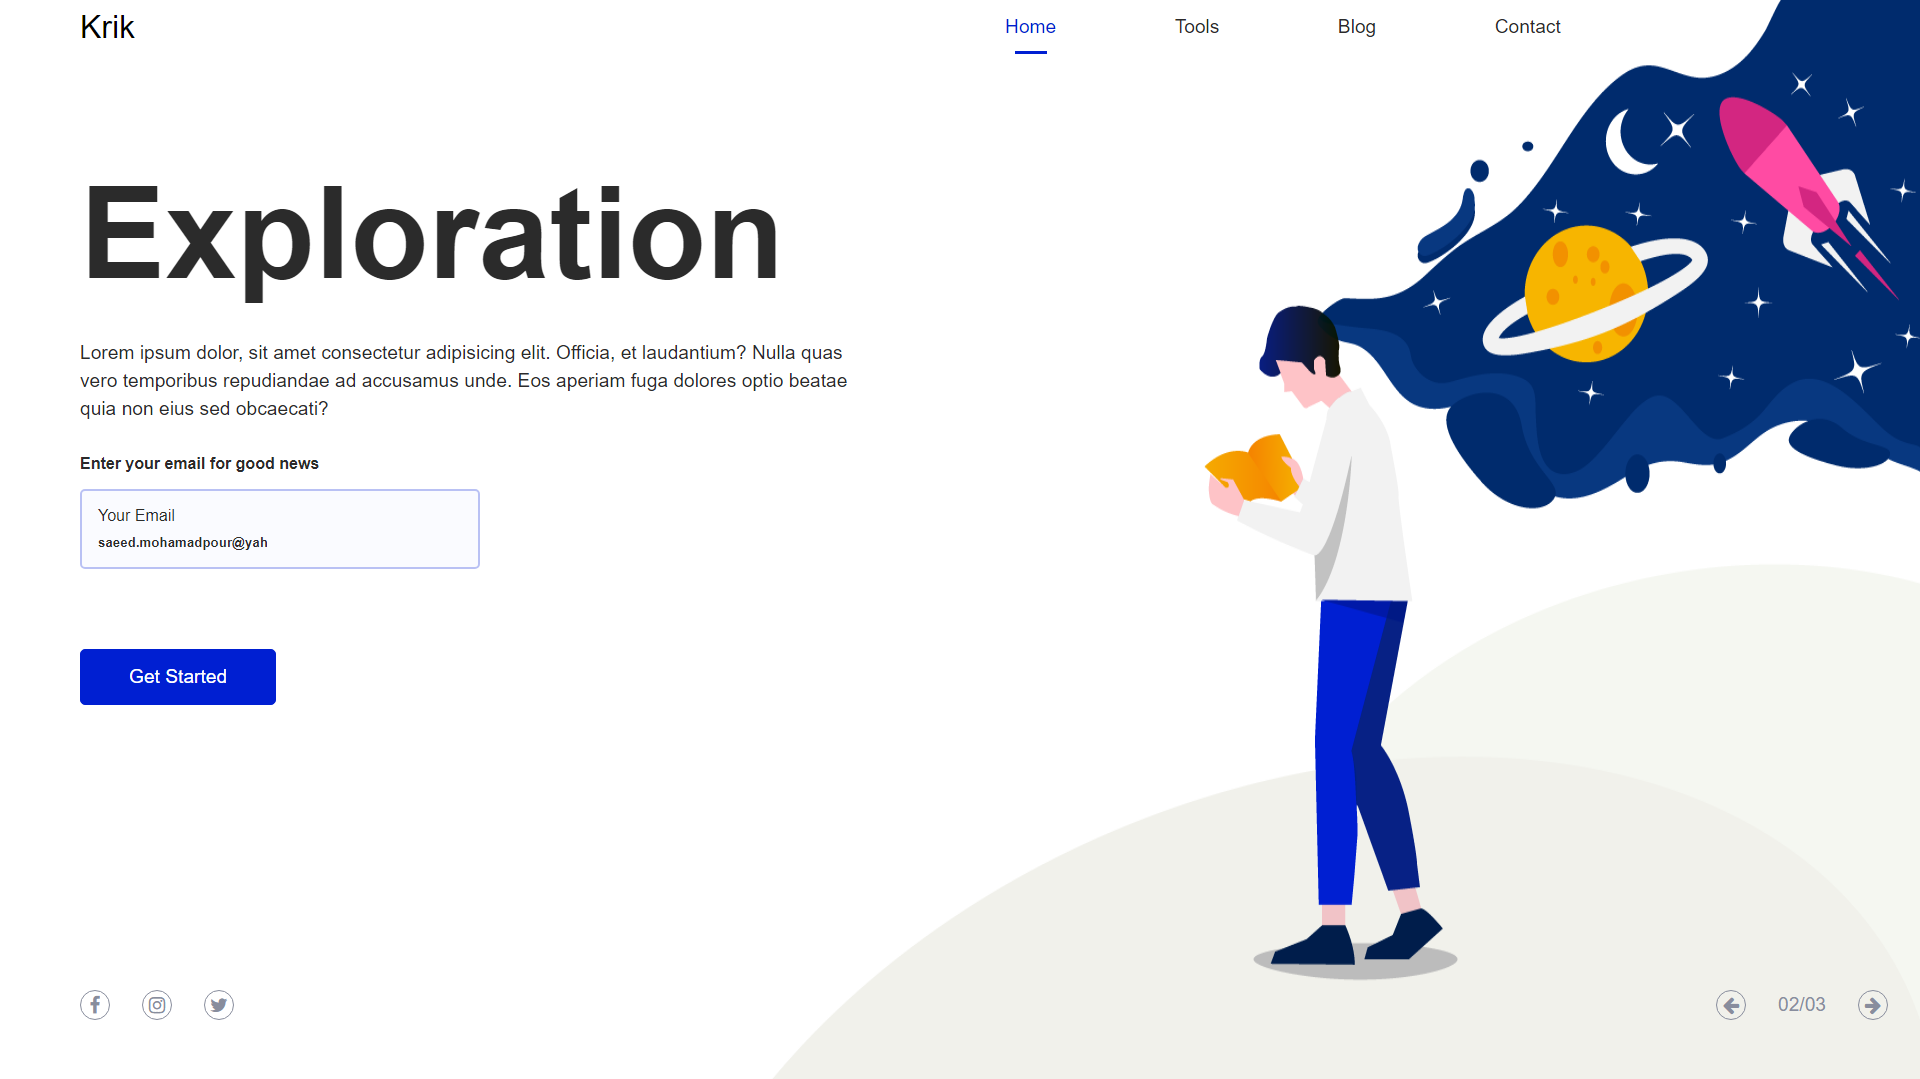 Krik
Home
Tools
Blog
Contact
Exploration
Lorem ipsum dolor, sit amet consectetur adipisicing elit. Officia, et laudantium? Nulla quas
vero temporibus repudiandae ad accusamus unde. Eos aperiam fuga dolores optio beatae
quia non eius sed obcaecati?
Enter your email for good news
Your Email
saeed.mohamadpour@yah
Get Started
02/03